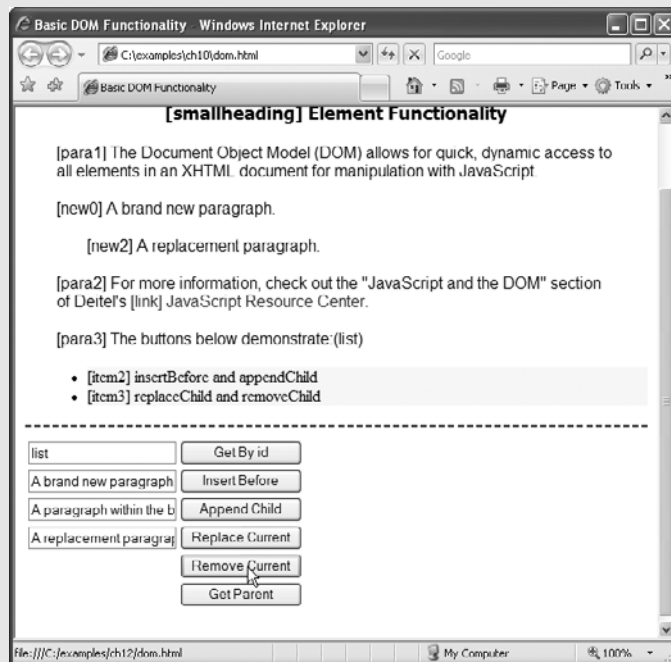 Basic DOM Functionality - Windows Internet Explorer
C:\examples\ch10\dom.html
Google
Basic DOM Functionality
Page
Tools
[smallheading] Element Functionality
[para1] The Document Object Model (DOM) allows for quick, dynamic access to
all elements in an XHTML document for manipulation with JavaScript.
[new0] A brand new paragraph.
[new2] A replacement paragraph.
[para2] For more information, check out the "JavaScript and the DOM" section
of Deitel's [link] JavaScript Resource Center.
[para3] The buttons below demonstrate:(list)
• [item2] insertBefore and appendChild
• [item3] replaceChild and removeChild
list
Get By id
A brand new paragraph
Insert Before
A paragraph within the b
Append Child
A replacement paragrap
Replace Current
Remove Current
Get Parent
file:///C:/examples/ch12/dom.html
My Computer
100%